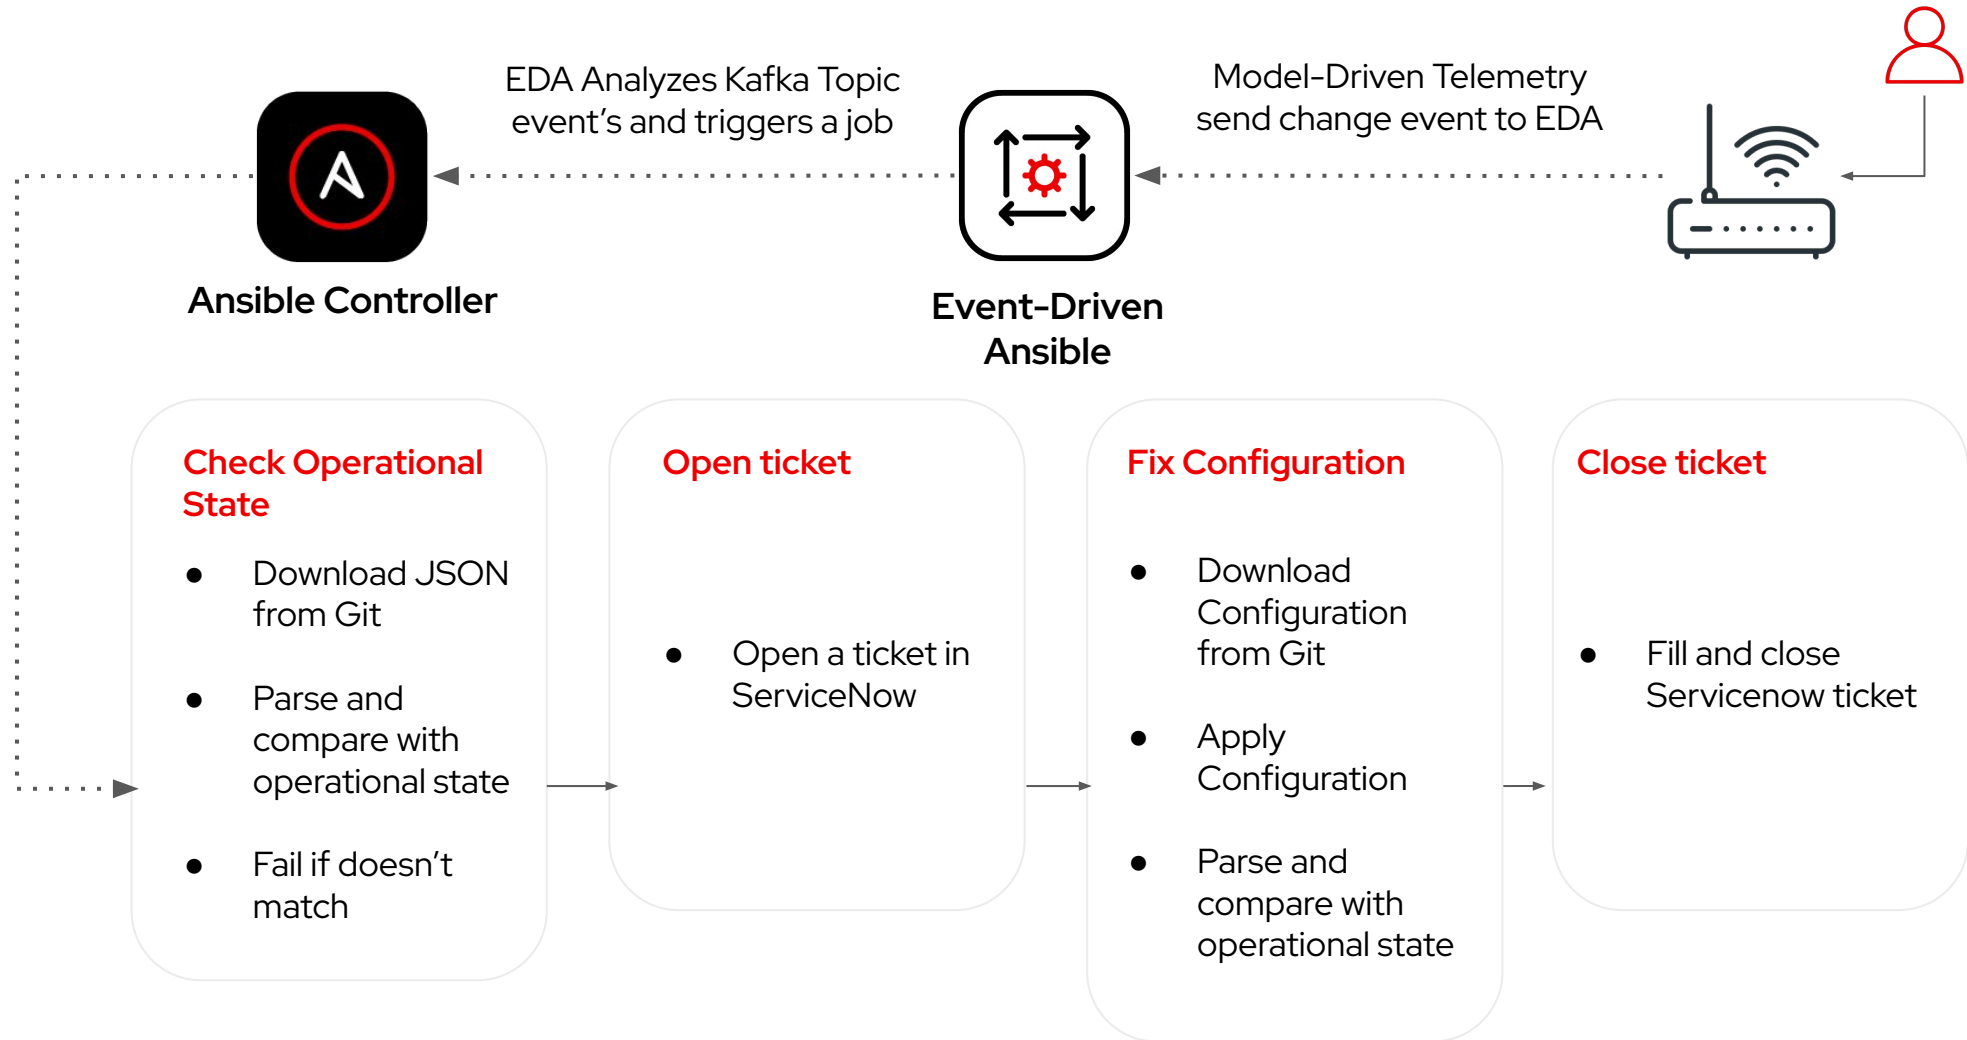 EDA Analyzes Kafka Topic
event's and triggers a job
Model-Driven Telemetry
send change event to EDA
Ansible Controller
Event-Driven
Ansible
Check Operational
State
● Download JSON
from Git
● Parse and
compare with
operational state
● Fail if doesn't
match
Open ticket
● Open a ticket in
ServiceNow
Fix Configuration
● Download
Configuration
from Git
● Apply
Configuration
● Parse and
compare with
operational state
Close ticket
● Fill and close
Servicenow ticket